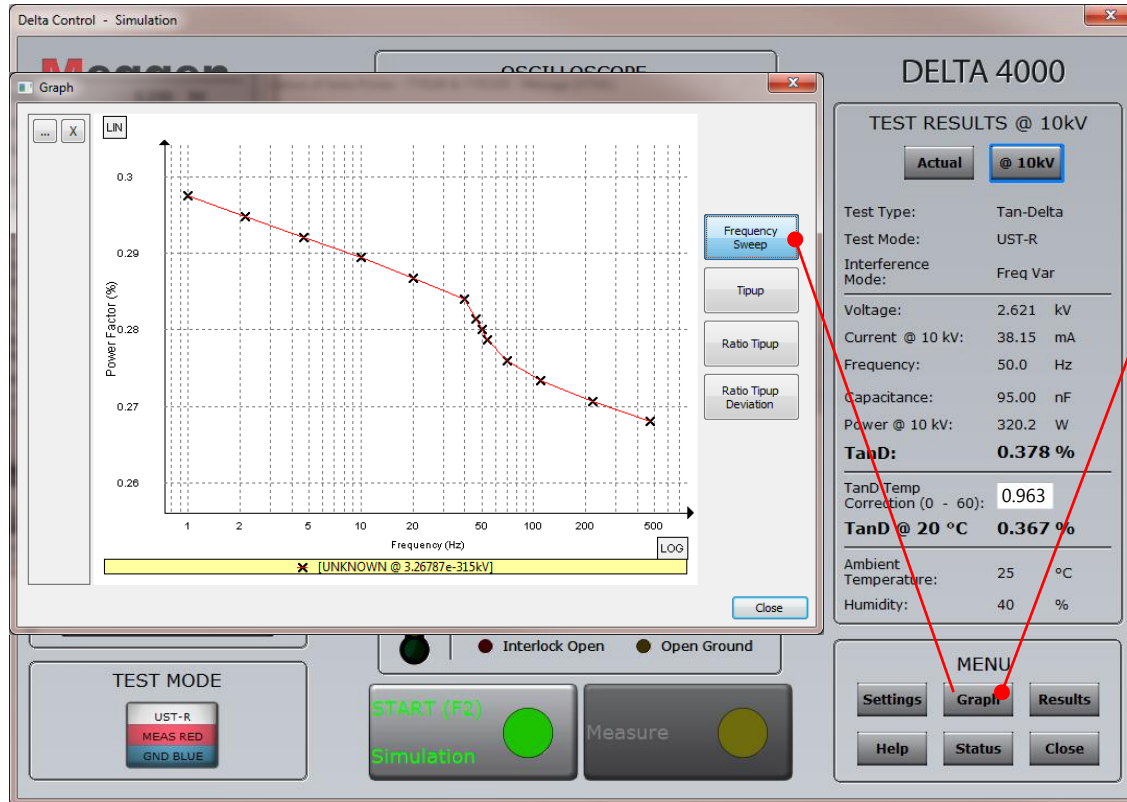 Delta Control - Simulation
Graph
... X
LIN
0.3
0.29
0.28
0.27
0.26
Power Factor (%)
1 2 5 10 20 50 100 200 500
Frequency (Hz)
LOG
[UNKNOWN @ 3.26787e-315kV]
Frequency
Sweep
Tipup
Ratio Tipup
Ratio Tipup
Deviation
Close
Interlock Open Open Ground
TEST MODE
UST-R
MEAS RED
GND BLUE
START (F2)
Simulation
Measure
DELTA 4000
TEST RESULTS @ 10kV
Actual @ 10kV
Test Type: Tan-Delta
Test Mode: UST-R
Interference
Mode: Freq Var
Voltage: 2.621 kV
Current @ 10 kV: 38.15 mA
Frequency: 50.0 Hz
Capacitance: 95.00 nF
Power @ 10 kV: 320.2 W
TanD: 0.378 %
TanD Temp
Correction (0 - 60): 0.963
TanD @ 20 °C 0.367 %
Ambient
Temperature: 25 °C
Humidity: 40 %
MENU
Settings Graph Results
Help Status Close